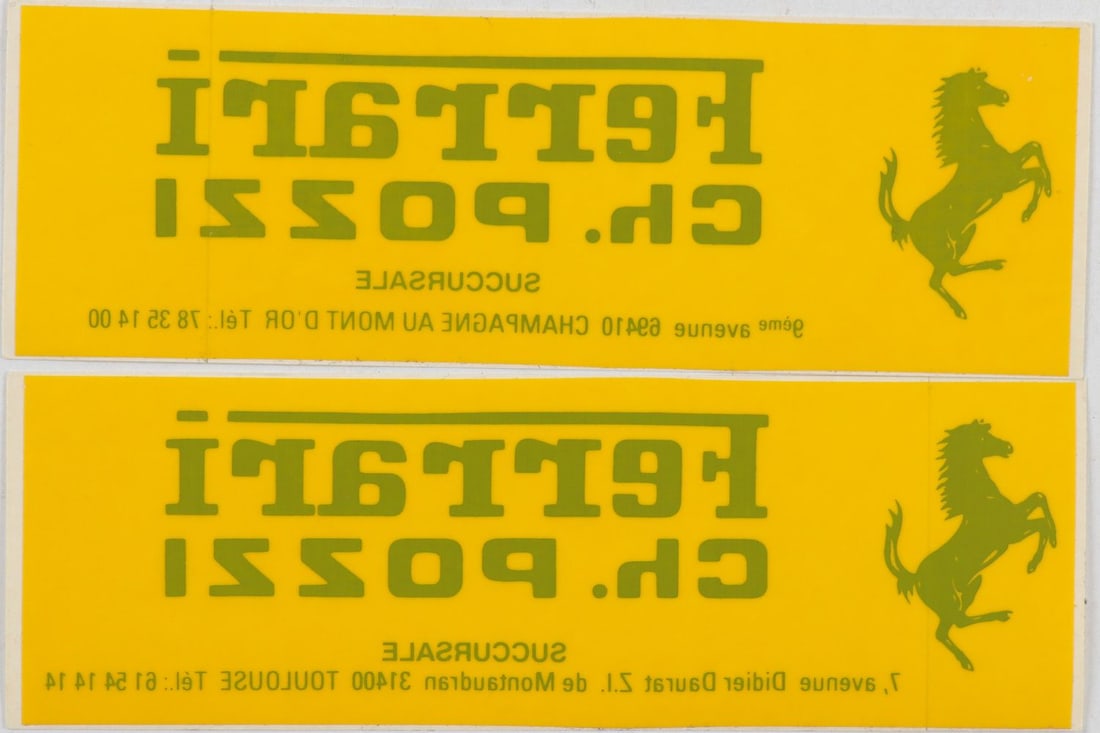 Ferrari
Ch. POZZI
SUCCURSALE
9ème avenue 69410 CHAMPAGNE AU MONT D'OR Tél.: 78 35 14 00
Ferrari
Ch. POZZI
SUCCURSALE
7, avenue Didier Daurat Z.I. de Montaudran 31400 TOULOUSE Tél.: 61 54 14 14